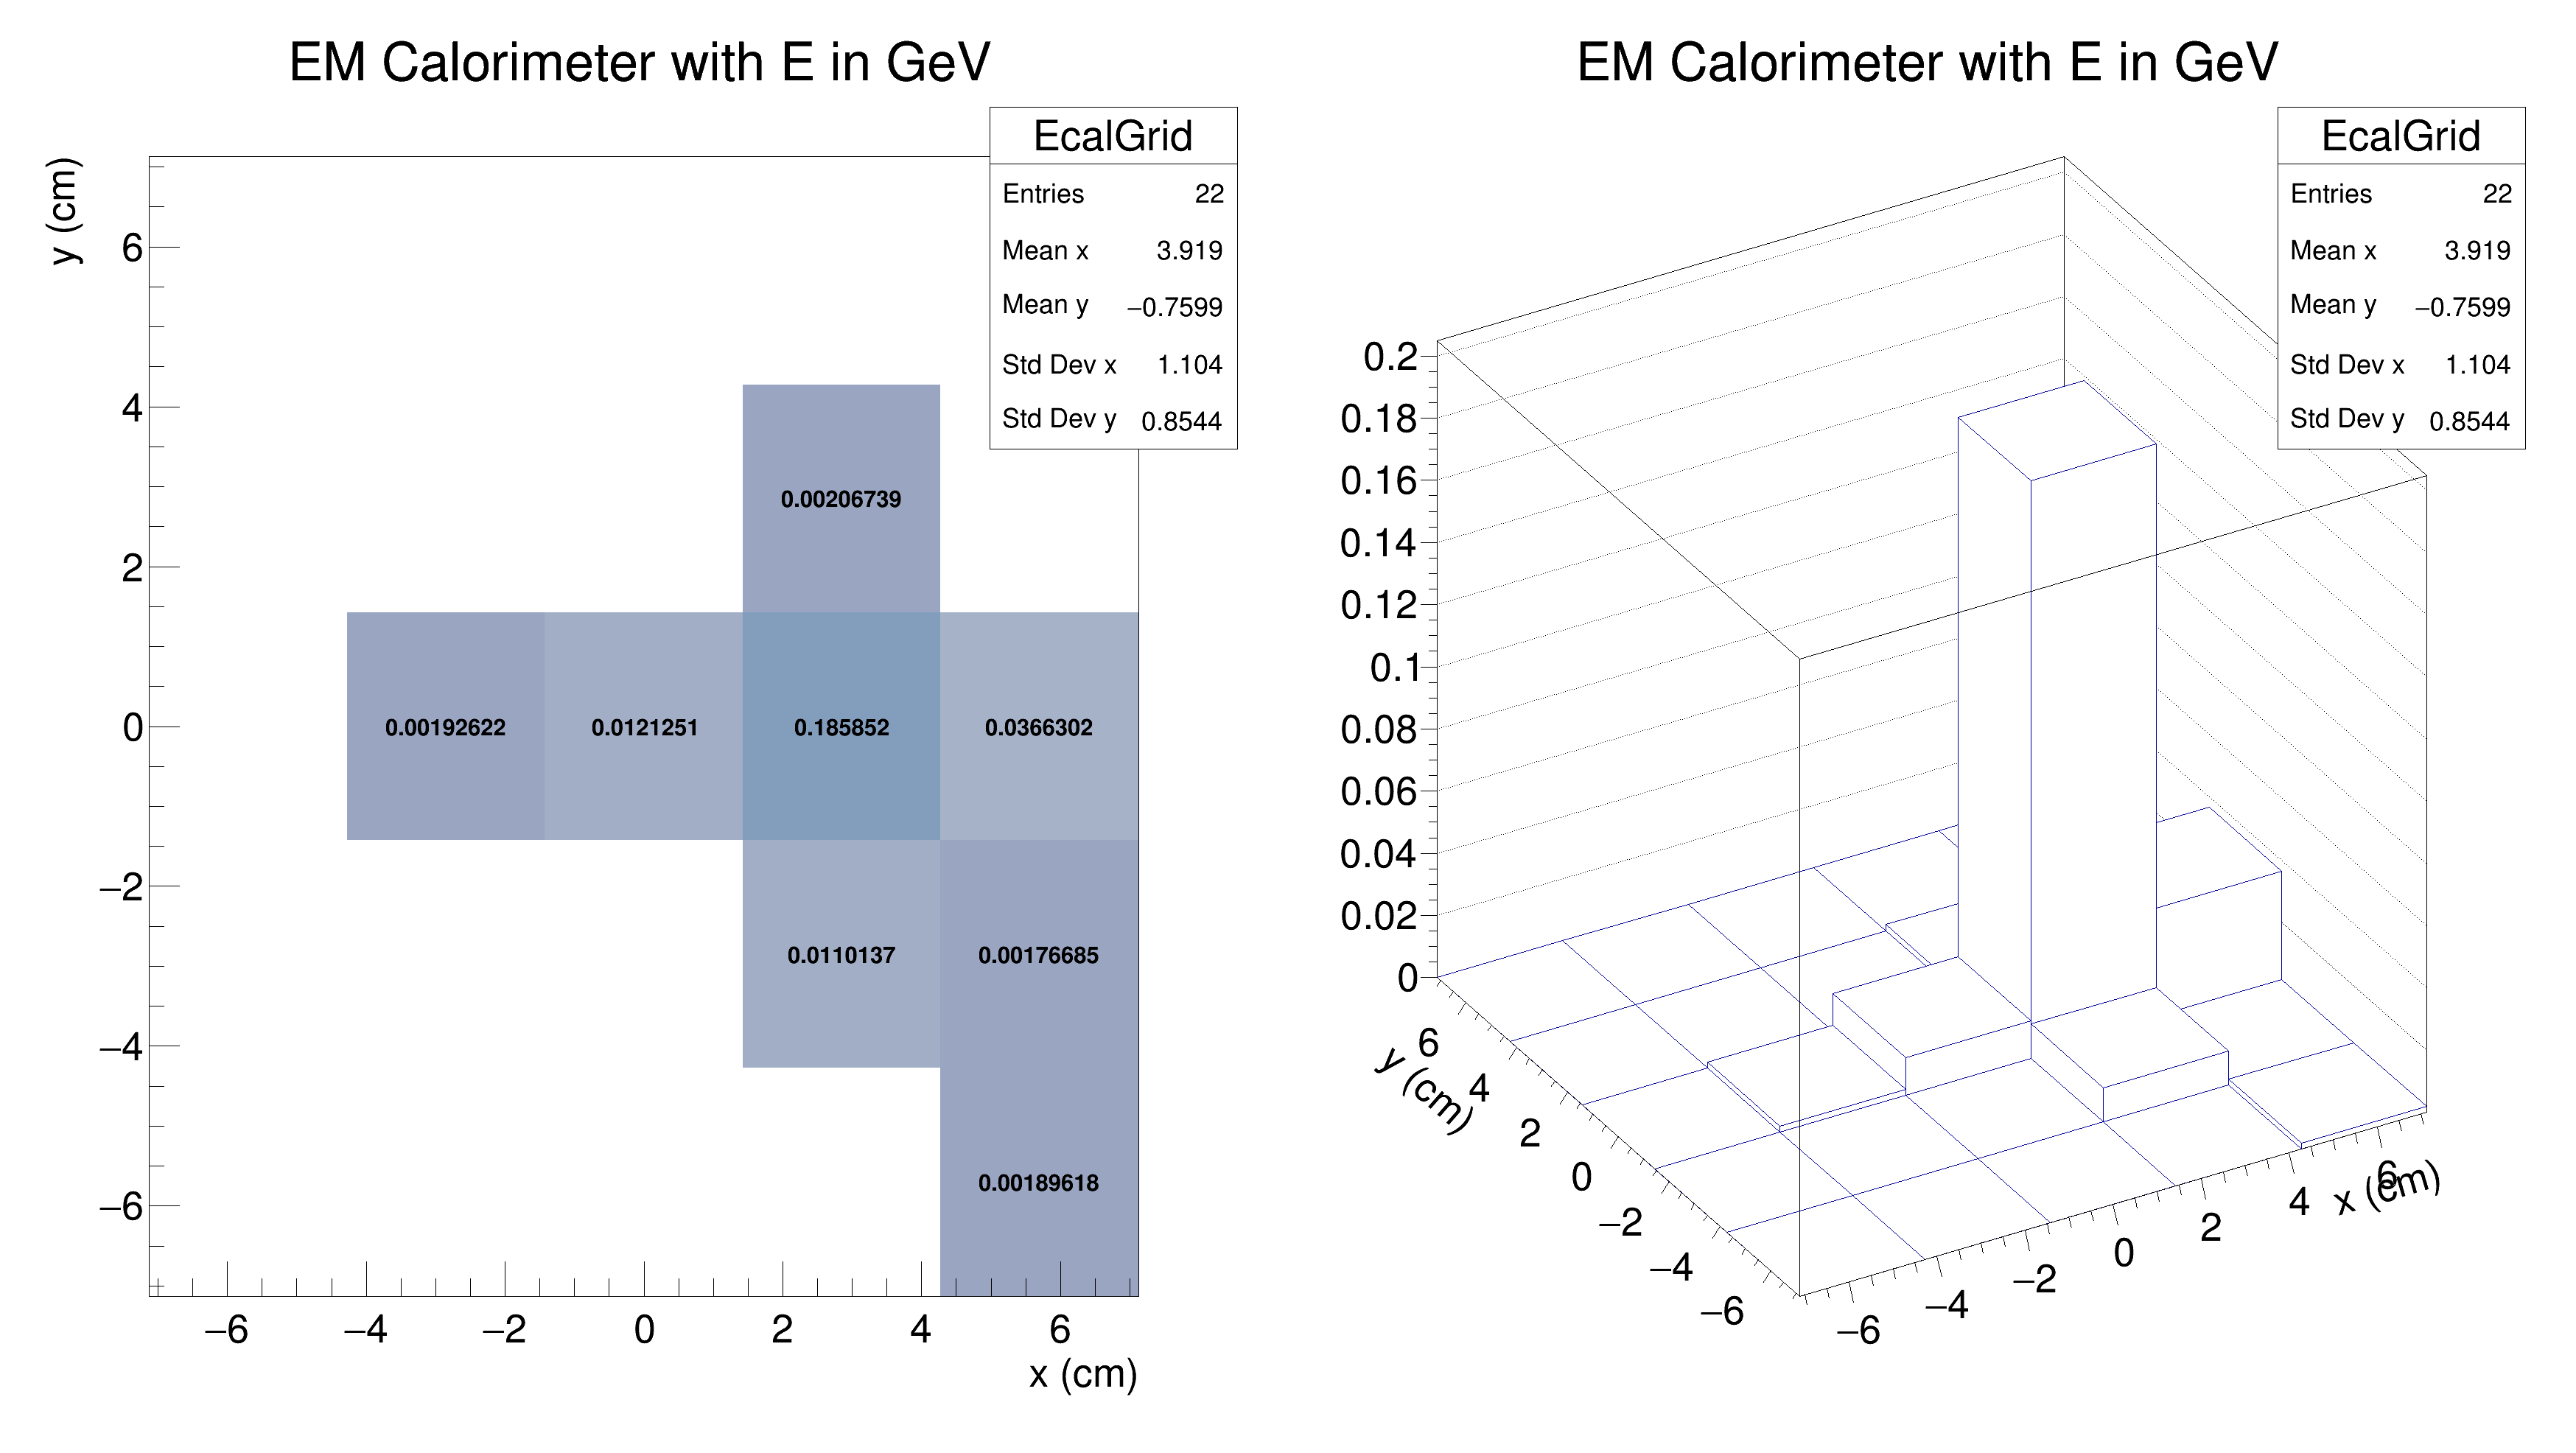 EM Calorimeter with E in GeV
EcalGrid
Entries 22
Mean x 3.919
Mean y −0.7599
Std Dev x 1.104
Std Dev y 0.8544
y (cm)
6
4
2
0
−2
−4
−6
0.00206739
0.00192622 0.0121251 0.185852 0.0366302
0.0110137 0.00176685
0.00189618
−6 −4 −2 0 2 4 6
x (cm)
EM Calorimeter with E in GeV
EcalGrid
Entries 22
Mean x 3.919
Mean y −0.7599
Std Dev x 1.104
Std Dev y 0.8544
0.2
0.18
0.16
0.14
0.12
0.1
0.08
0.06
0.04
0.02
0
y (cm)
6
4
2
0
−2
−4
−6
−6 −4 −2 0 2 4 6
x (cm)